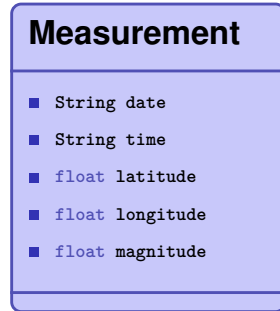 Measurement
String date
String time
float latitude
float longitude
float magnitude